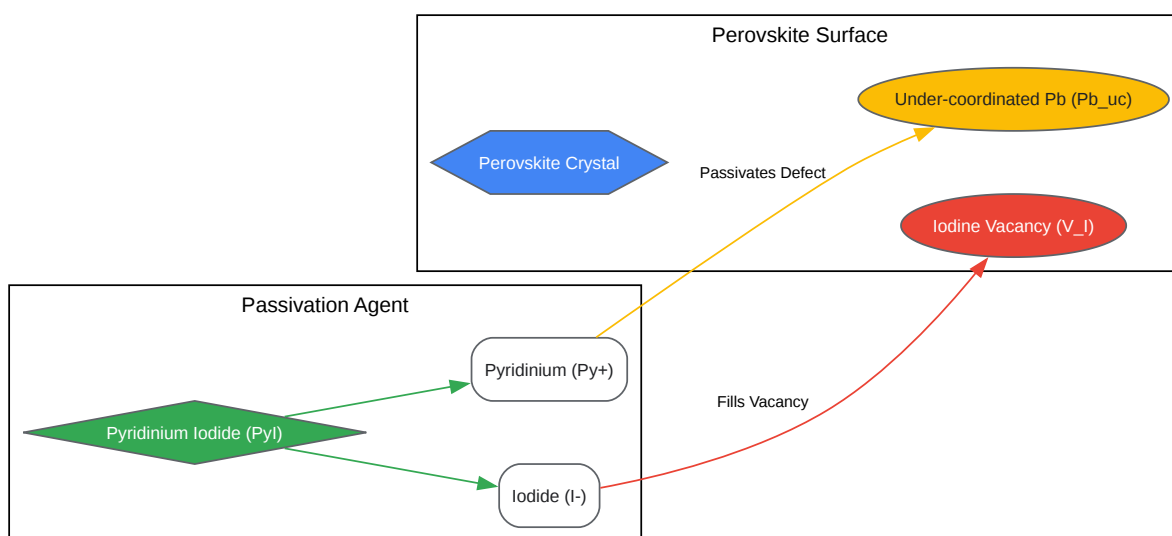 Perovskite Surface
Under-coordinated Pb (Pb_uc)
Perovskite Crystal
Passivates Defect
Iodine Vacancy (V_I)
Passivation Agent
Pyridinium (Py+)
Fills Vacancy
Pyridinium Iodide (PyI)
Iodide (I-)